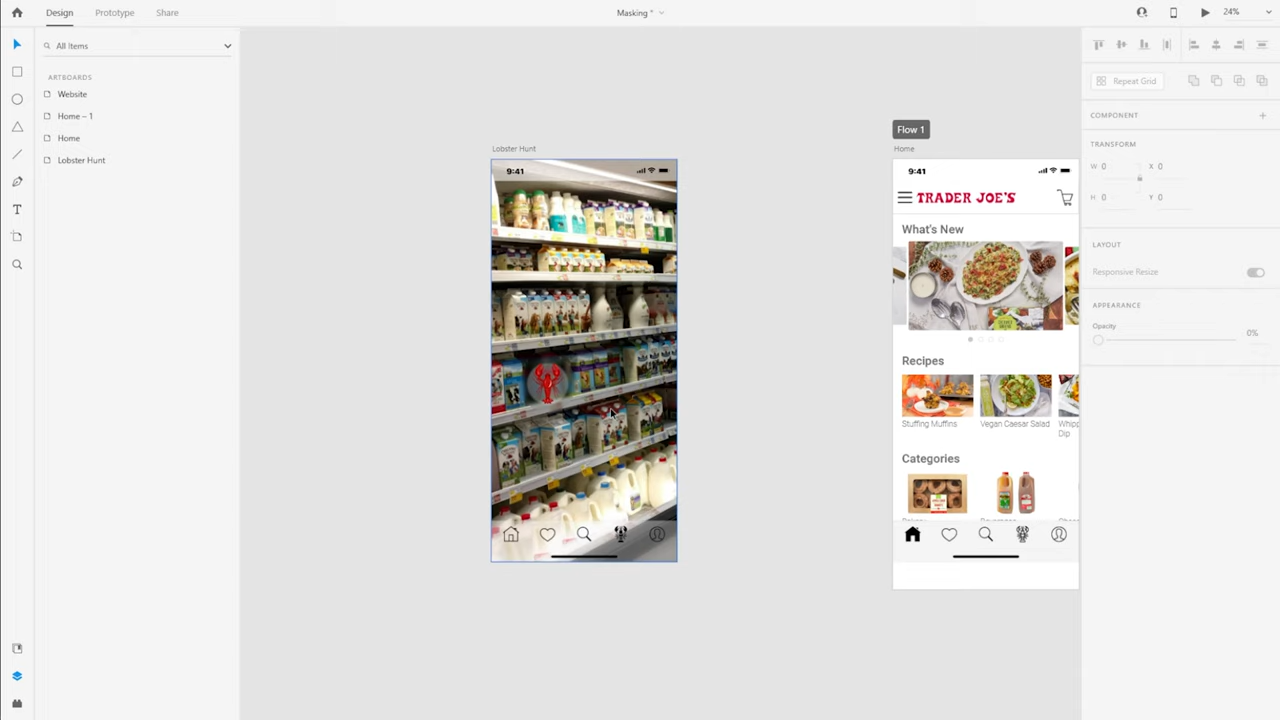 Design Prototype Share
Masking *
24%
All Items
ARTBOARDS
Website
Home – 1
Home
Lobster Hunt
Lobster Hunt
9:41
Flow 1
Home
9:41
TRADER JOE'S
What's New
Recipes
Stuffing Muffins
Vegan Caesar Salad
Whipp
Dip
Categories
Repeat Grid
COMPONENT
TRANSFORM
W 0 X 0
H 0 Y 0
LAYOUT
Responsive Resize
APPEARANCE
Opacity
0%